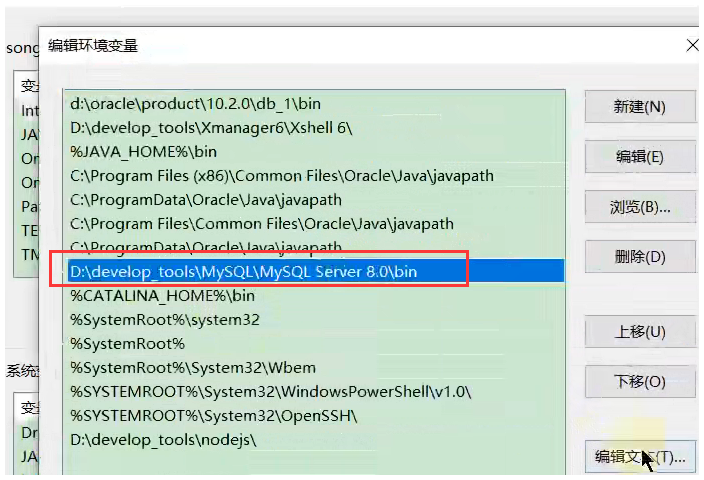 编辑环境变量
song
变
Int
JA
Or
Or
Pa
TE
TM
d:\oracle\product\10.2.0\db_1\bin
D:\develop_tools\Xmanager6\Xshell 6\
%JAVA_HOME%\bin
C:\Program Files (x86)\Common Files\Oracle\Java\javapath
C:\ProgramData\Oracle\Java\javapath
C:\Program Files\Common Files\Oracle\Java\javapath
C:\ProgramData\Oracle\Java\javapath
D:\develop_tools\MySQL\MySQL Server 8.0\bin
%CATALINA_HOME%\bin
%SystemRoot%\system32
%SystemRoot%
%SystemRoot%\System32\Wbem
%SYSTEMROOT%\System32\WindowsPowerShell\v1.0\
%SYSTEMROOT%\System32\OpenSSH\
D:\develop_tools\nodejs\
新建(N)
编辑(E)
浏览(B)...
删除(D)
上移(U)
下移(O)
编辑文本(T)...
系统
变
Dr
JA